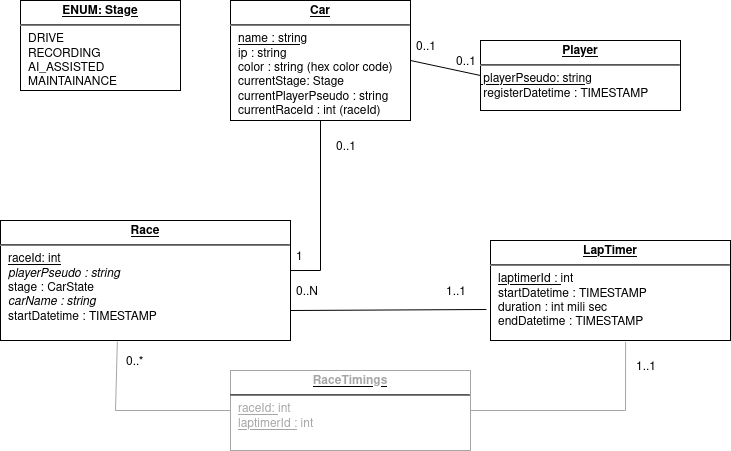 ENUM: Stage
DRIVE
RECORDING
AI_ASSISTED
MAINTAINANCE
Car
name : string
ip : string
color : string (hex color code)
currentStage: Stage
currentPlayerPseudo : string
currentRaceId : int (raceId)
0..1
0..1
Player
playerPseudo: string
registerDatetime : TIMESTAMP
0..1
Race
raceId: int
playerPseudo : string
stage : CarState
carName : string
startDatetime : TIMESTAMP
1
0..N
1..1
LapTimer
laptimerId : int
startDatetime : TIMESTAMP
duration : int mili sec
endDatetime : TIMESTAMP
0..*
1..1
RaceTimings
raceId: int
laptimerId : int